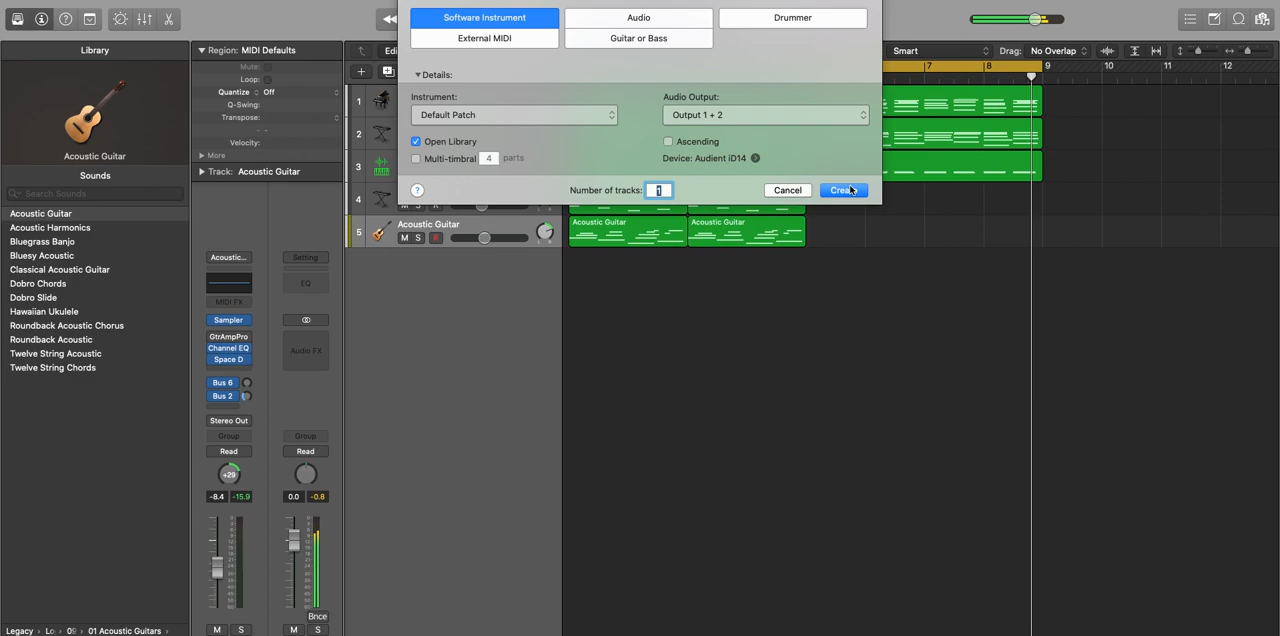 Software Instrument
Audio
Drummer
External MIDI
Guitar or Bass
Library
Region: MIDI Defaults
Edi
Smart
Drag:
No Overlap
Mute:
Loop:
Quantize
Off
Q-Swing:
Transpose:
Velocity:
More
Track: Acoustic Guitar
Details:
7
8
9
10
11
12
Instrument:
Audio Output:
Default Patch
Output 1 + 2
Open Library
Ascending
Multi-timbral 4 parts
Device: Audient iD14
?
Number of tracks: 1
Cancel
Create
1
2
3
4
M S R
5
Acoustic Guitar
M S R
Acoustic Guitar
Acoustic Guitar
Acoustic Guitar
Sounds
Search Sounds
Acoustic Guitar
Acoustic Harmonics
Bluegrass Banjo
Bluesy Acoustic
Classical Acoustic Guitar
Dobro Chords
Dobro Slide
Hawaiian Ukulele
Roundback Acoustic Chorus
Roundback Acoustic
Twelve String Acoustic
Twelve String Chords
Acoustic...
Setting
EQ
MIDI FX
Sampler
GtrAmpPro
Channel EQ
Space D
Audio FX
Bus 6
Bus 2
Stereo Out
Group
Group
Read
Read
+29
-8.4
-15.9
0.0
-0.8
Bnce
M
S
M
S
Legacy › Lo › 09 › 01 Acoustic Guitars ›